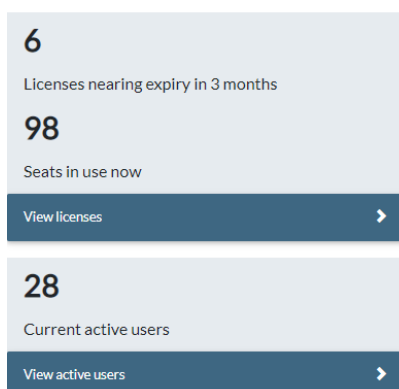 6
Licenses nearing expiry in 3 months
98
Seats in use now
View licenses
28
Current active users
View active users